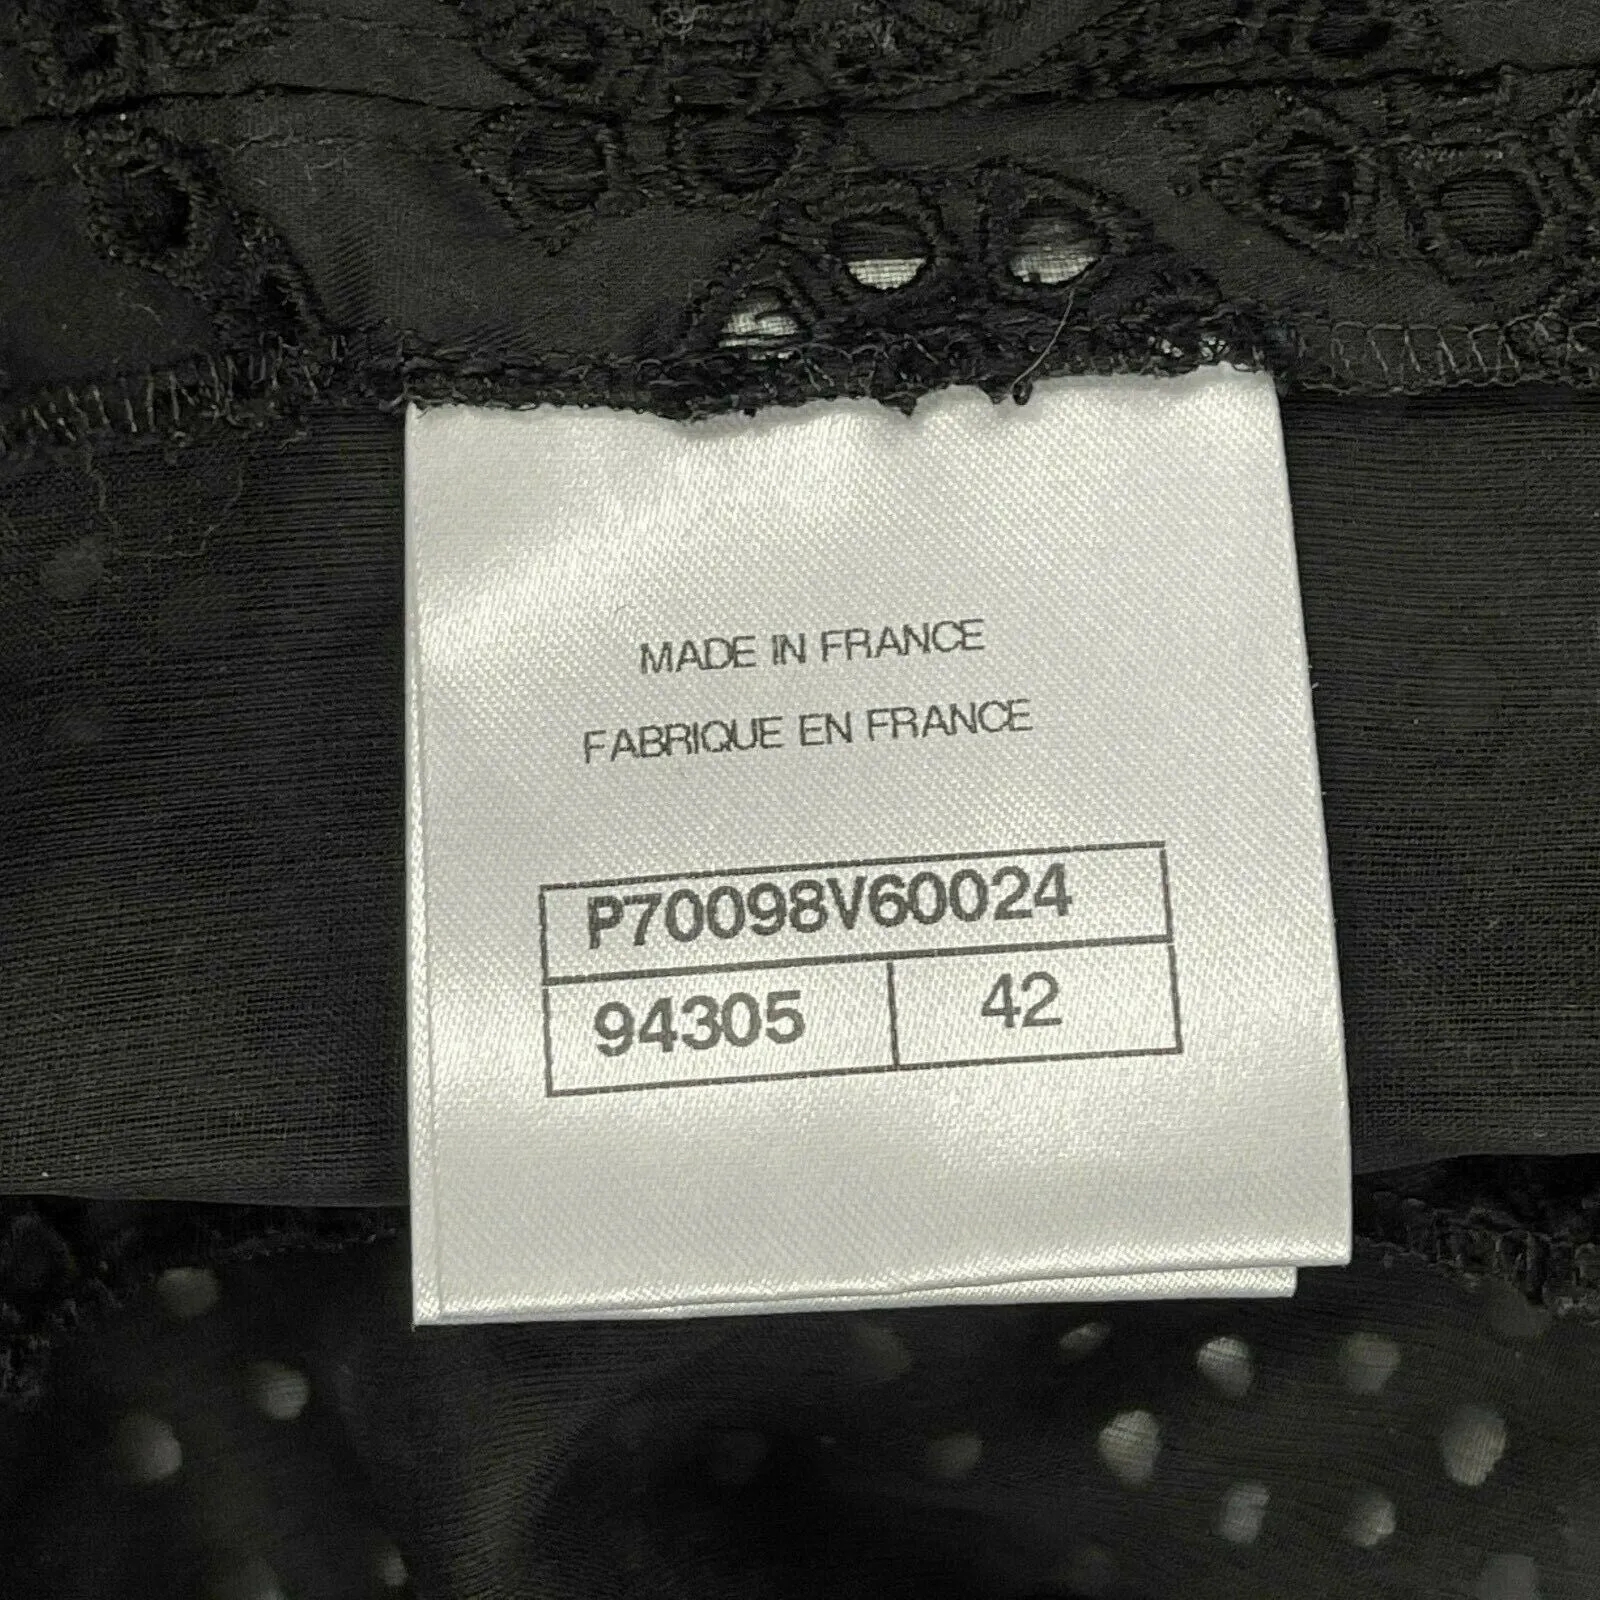 MADE IN FRANCE
FABRIQUE EN FRANCE
P70098V60024
94305 42